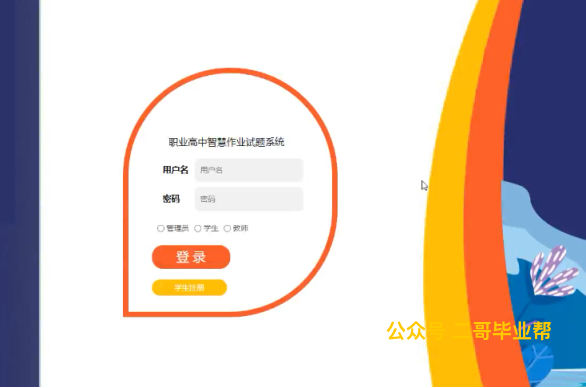 职业高中智慧作业试题系统
用户名 用户名
密码 密码
管理员 学生 教师
登录
学生注册
公众号 二哥毕业帮